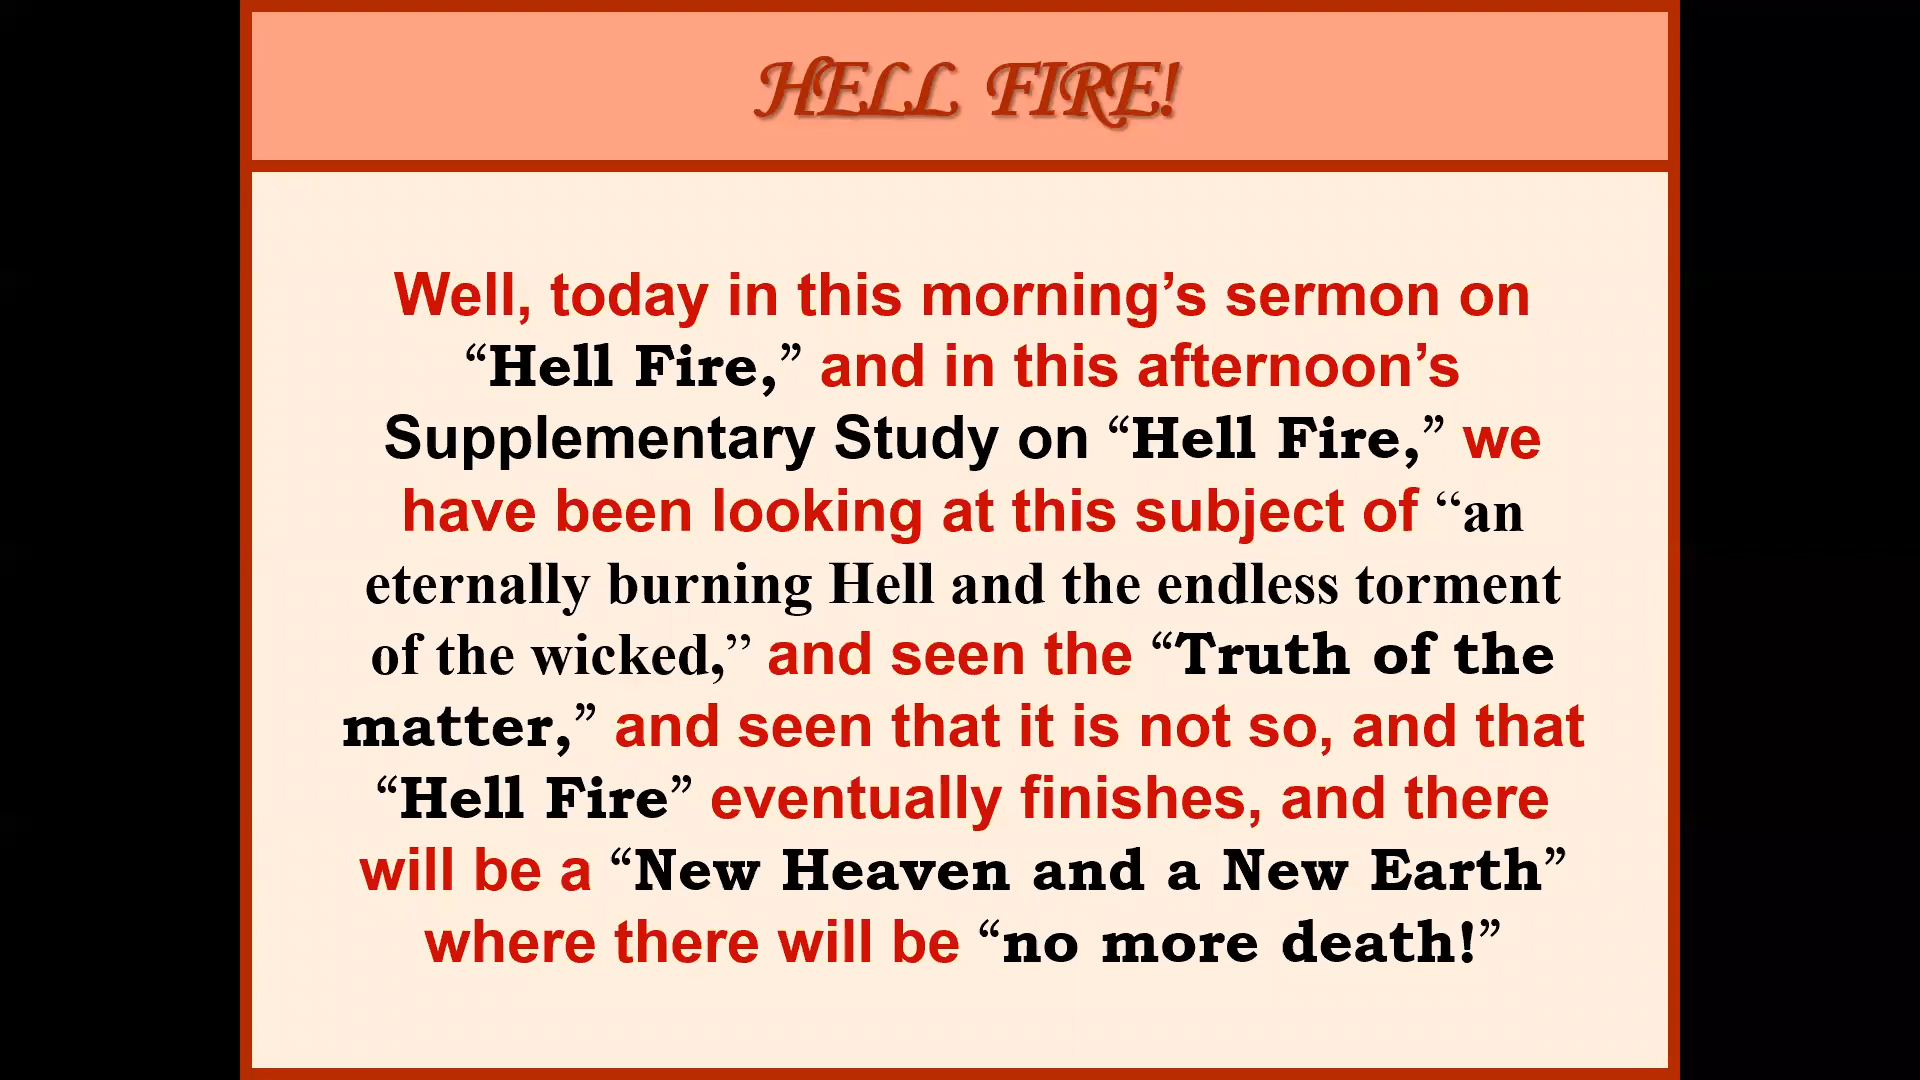 HELL FIRE!
Well, today in this morning’s sermon on
“Hell Fire,” and in this afternoon’s
Supplementary Study on “Hell Fire,” we
have been looking at this subject of “an
eternally burning Hell and the endless torment
of the wicked,” and seen the “Truth of the
matter,” and seen that it is not so, and that
“Hell Fire” eventually finishes, and there
will be a “New Heaven and a New Earth”
where there will be “no more death!”